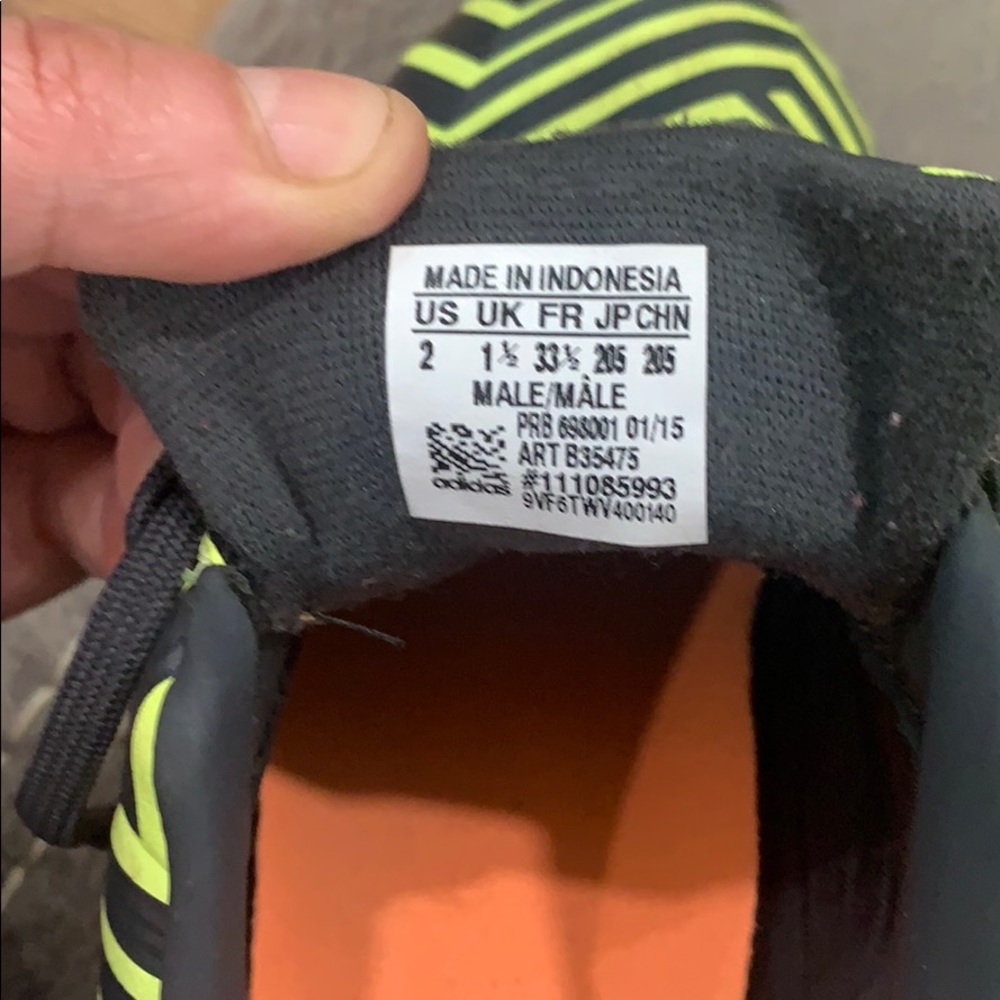 MADE IN INDONESIA
US UK FR JP CHN
2 1½ 33½ 205 205
MALE/MÂLE
PRB 698001 01/15
ART B35475
adidas #111085993
9VF6TWV400140